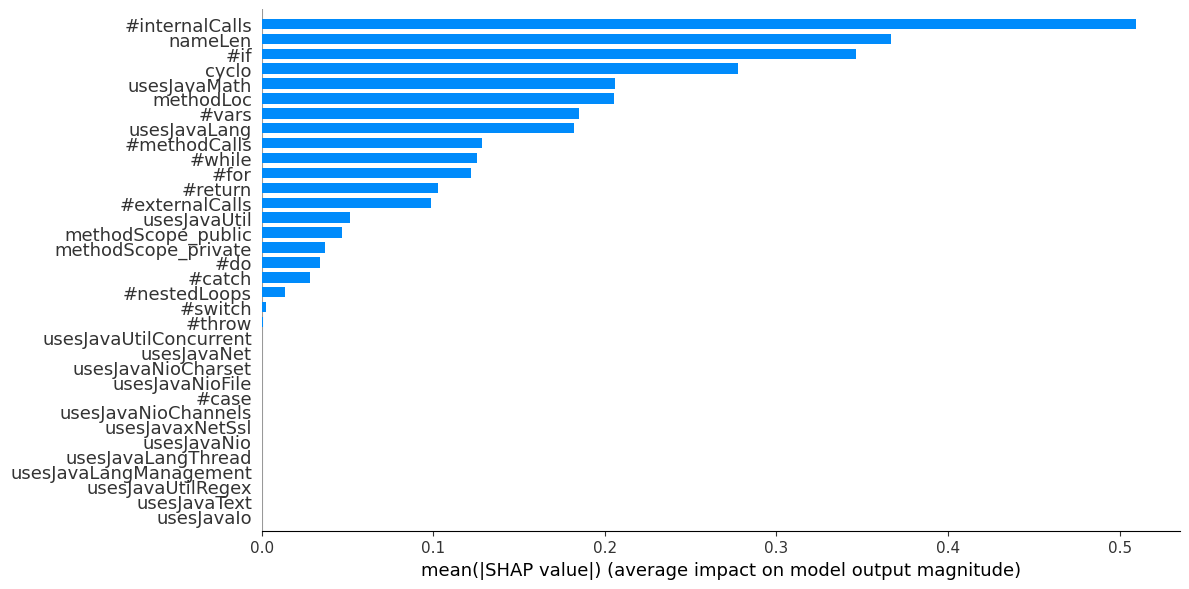 #internalCalls
nameLen
#if
cyclo
usesJavaMath
methodLoc
#vars
usesJavaLang
#methodCalls
#while
#for
#return
#externalCalls
usesJavaUtil
methodScope_public
methodScope_private
#do
#catch
#nestedLoops
#switch
#throw
usesJavaUtilConcurrent
usesJavaNet
usesJavaNioCharset
usesJavaNioFile
#case
usesJavaNioChannels
usesJavaxNetSsl
usesJavaNio
usesJavaLangThread
usesJavaLangManagement
usesJavaUtilRegex
usesJavaText
usesJavaIo
0.0 0.1 0.2 0.3 0.4 0.5
mean(|SHAP value|) (average impact on model output magnitude)